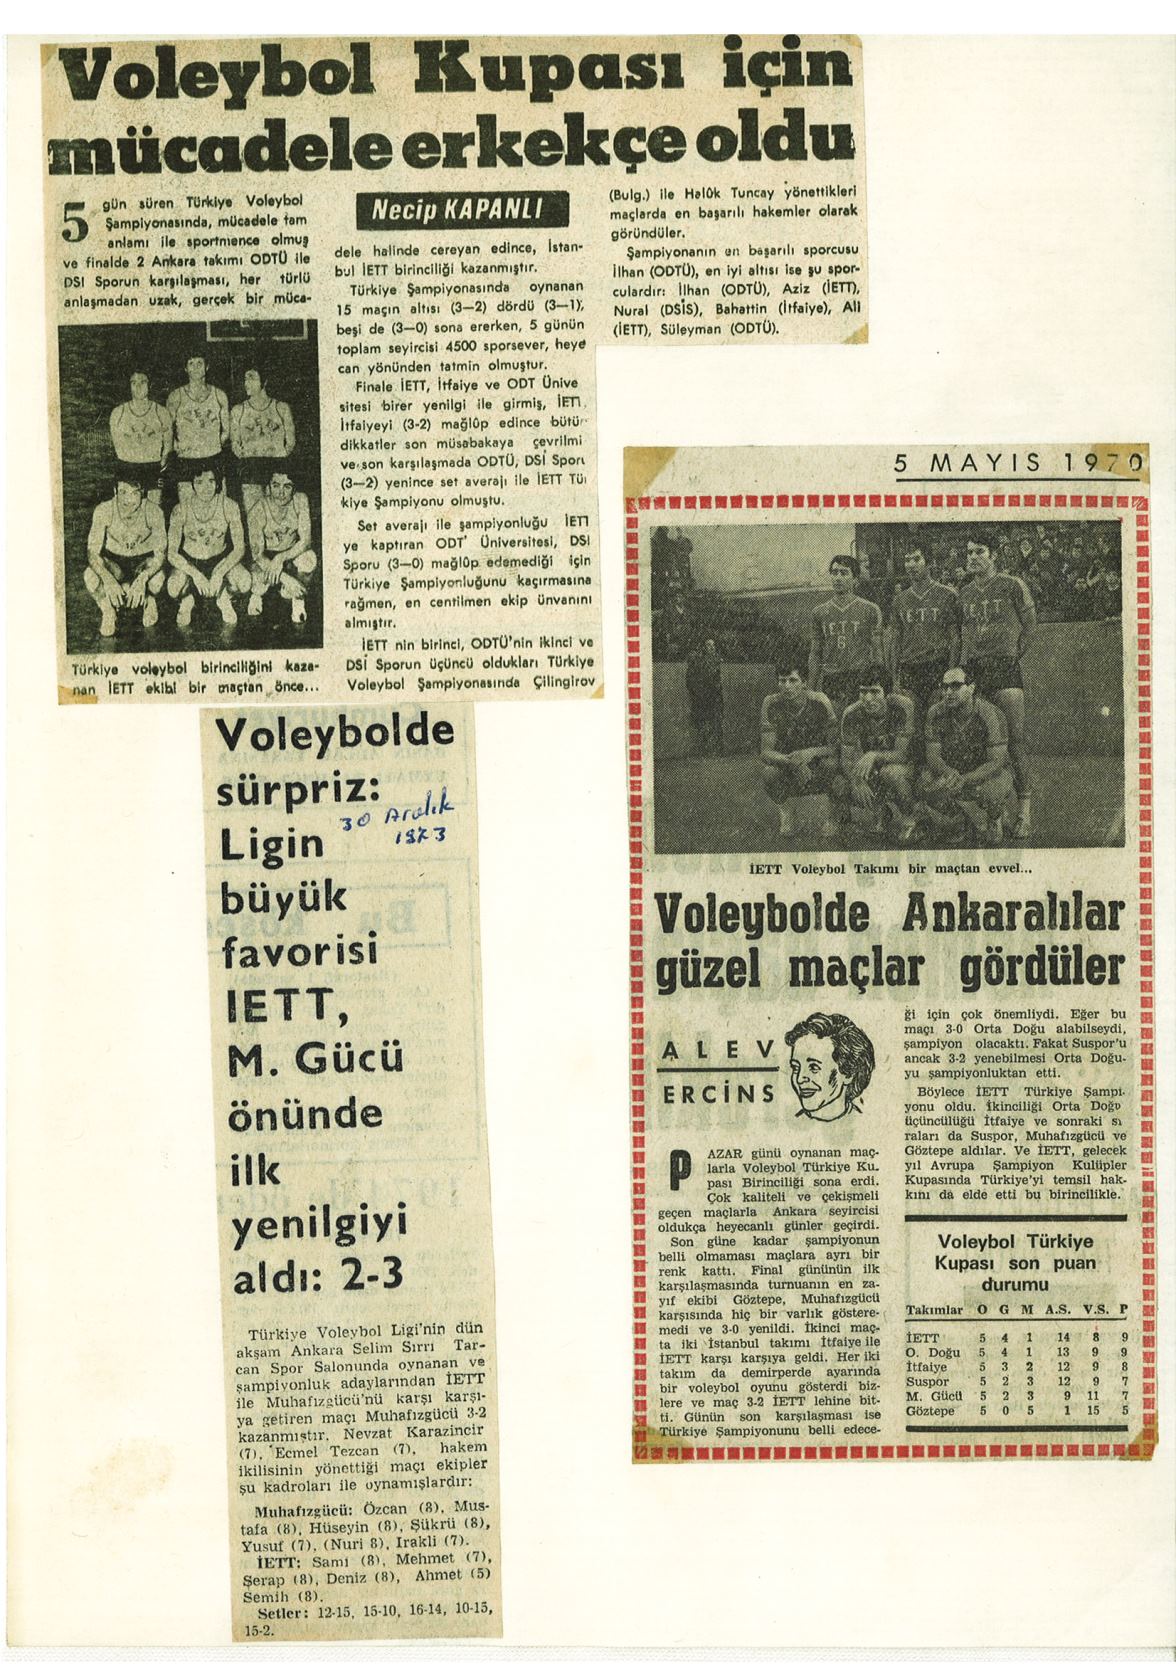 Voleybol Kupası için
mücadele erkekçe oldu
5 gün süren Türkiye Voleybol
Şampiyonasında, mücadele tam
anlamı ile sportmence olmuş
ve finalde 2 Ankara takımı ODTÜ ile
DSI Sporun karşılaşması, her türlü
anlaşmadan uzak, gerçek bir müca-
Türkiye voleybol birinciliğini kaza-
nan İETT ekibi bir maçtan önce...
Necip KAPANLI
dele halinde cereyan edince, İstan-
bul İETT birinciliği kazanmıştır.
Türkiye Şampiyonasında oynanan
15 maçın altısı (3—2) dördü (3—1),
beşi de (3—0) sona ererken, 5 günün
toplam seyircisi 4500 sporsever, heye
can yönünden tatmin olmuştur.
Finale İETT, İtfaiye ve ODT Ünive
sitesi birer yenilgi ile girmiş, İETT,
İtfaiyeyi (3-2) mağlûp edince bütür
dikkatler son müsabakaya çevrilmi
ve son karşılaşmada ODTÜ, DSİ Spor
(3—2) yenince set averajı ile İETT Tür
kiye Şampiyonu olmuştu.
Set averajı ile şampiyonluğu İETT
ye kaptıran ODT' Üniversitesi, DSI
Sporu (3—0) mağlûp edemediği için
Türkiye Şampiyonluğunu kaçırmasına
rağmen, en centilmen ekip ünvanını
almıştır.
İETT nin birinci, ODTÜ'nin ikinci ve
DSİ Sporun üçüncü oldukları Türkiye
Voleybol Şampiyonasında Çilingirov
(Bulg.) ile Halûk Tuncay yönettikleri
maçlarda en başarılı hakemler olarak
göründüler.
Şampiyonanın en başarılı sporcusu
İlhan (ODTÜ), en iyi altısı ise şu spor-
culardır: İlhan (ODTÜ), Aziz (İETT),
Nural (DSİS), Bahattin (İtfaiye), Ali
(İETT), Süleyman (ODTÜ).
Voleybolde
sürpriz:
30 Aralık
1973
Ligin
büyük
favorisi
IETT,
M. Gücü
önünde
ilk
yenilgiyi
aldı: 2-3
Türkiye Voleybol Ligi'nin dün
akşam Ankara Selim Sırrı Tar-
can Spor Salonunda oynanan ve
şampiyonluk adaylarından İETT
ile Muhafızgücü'nü karşı karşı-
ya getiren maçı Muhafızgücü 3-2
kazanmıştır. Nevzat Karazincir
(7), Ecmel Tezcan (7), hakem
ikilisinin yönettiği maçı ekipler
şu kadroları ile oynamışlardır:
Muhafızgücü: Özcan (8), Mus-
tafa (8), Hüseyin (8), Şükrü (8),
Yusuf (7), (Nuri 8), Irakli (7).
İETT: Sami (8), Mehmet (7),
Şerap (8), Deniz (8), Ahmet (5)
Semih (8).
Setler: 12-15, 15-10, 16-14, 10-15,
15-2.
5 MAYIS 1970
İETT Voleybol Takımı bir maçtan evvel...
Voleybolde Ankaralılar
güzel maçlar gördüler
ALEV
ERCİNS
PAZAR günü oynanan maç-
larla Voleybol Türkiye Ku-
pası Birinciliği sona erdi.
Çok kaliteli ve çekişmeli
geçen maçlarla Ankara seyircisi
oldukça heyecanlı günler geçirdi.
Son güne kadar şampiyonun
belli olmaması maçlara ayrı bir
renk kattı. Final gününün ilk
karşılaşmasında turnuanın en za-
yıf ekibi Göztepe, Muhafızgücü
karşısında hiç bir varlık göstere-
medi ve 3-0 yenildi. İkinci maç-
ta iki İstanbul takımı İtfaiye ile
İETT karşı karşıya geldi. Her iki
takım da demirperde ayarında
bir voleybol oyunu gösterdi biz-
lere ve maç 3-2 İETT lehine bit-
ti. Günün son karşılaşması ise
Türkiye Şampiyonunu belli edece-
ği için çok önemliydi. Eğer bu
maçı 3-0 Orta Doğu alabilseydi,
şampiyon olacaktı. Fakat Suspor'u
ancak 3-2 yenebilmesi Orta Doğu-
yu şampiyonluktan etti.
Böylece İETT Türkiye Şampi-
yonu oldu. İkinciliği Orta Doğu
üçüncülüğü İtfaiye ve sonraki sı
raları da Suspor, Muhafızgücü ve
Göztepe aldılar. Ve İETT, gelecek
yıl Avrupa Şampiyon Kulüpler
Kupasında Türkiye'yi temsil hak-
kını da elde etti bu birincilikle.
Voleybol Türkiye
Kupası son puan
durumu
Takımlar O G M A.S. V.S. P
İETT 5 4 1 14 8 9
O. Doğu 5 4 1 13 9 9
İtfaiye 5 3 2 12 9 8
Suspor 5 2 3 12 9 7
M. Gücü 5 2 3 9 11 7
Göztepe 5 0 5 1 15 5